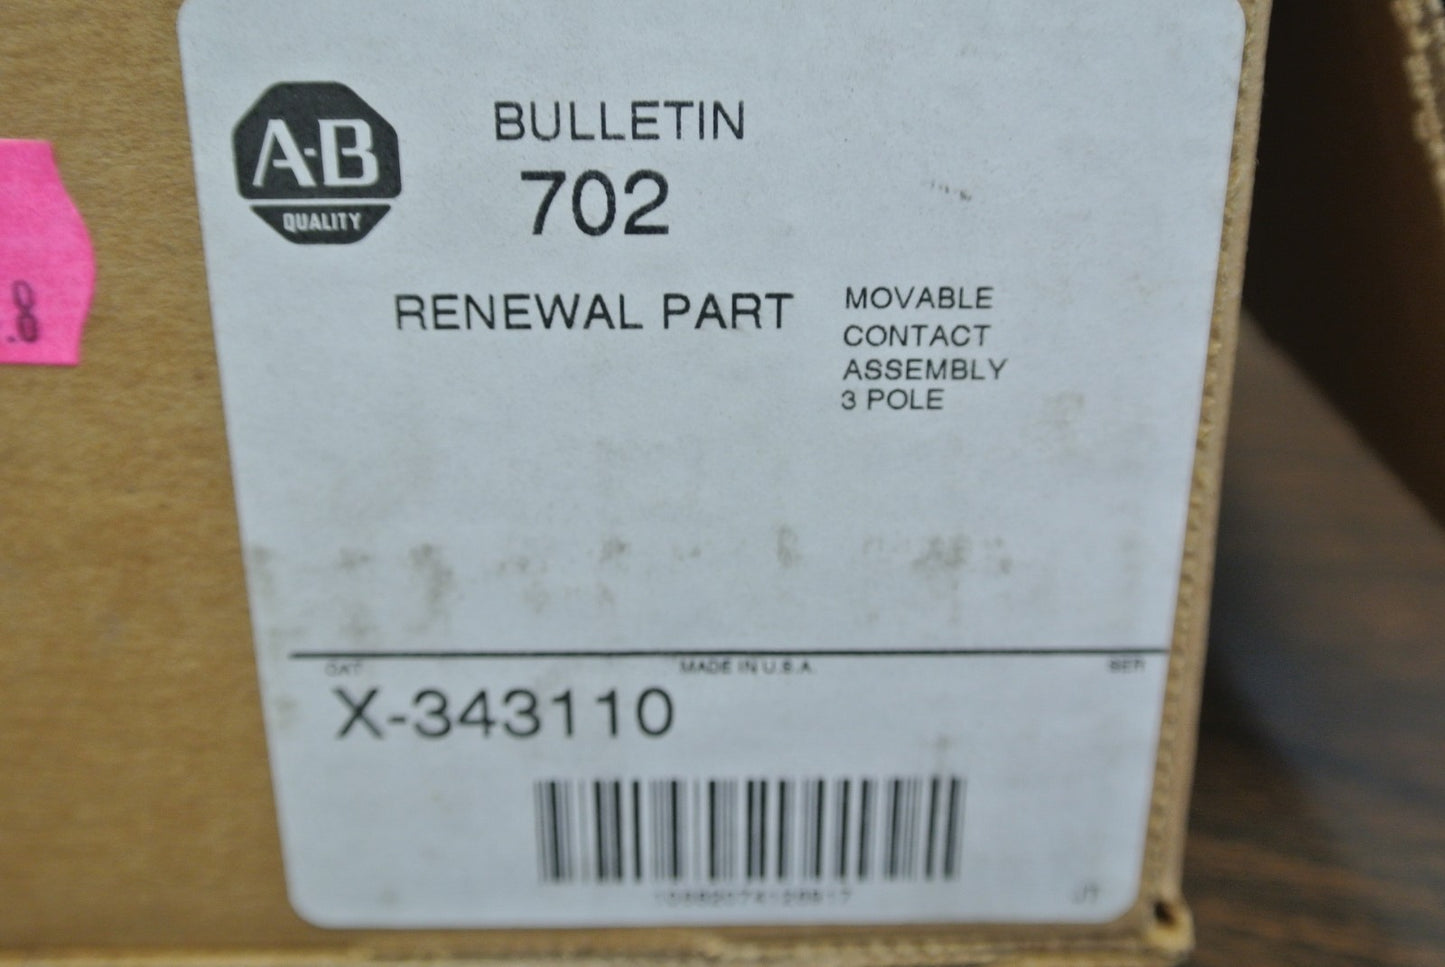 A-B
QUALITY
BULLETIN
702
RENEWAL PART
MOVABLE
CONTACT
ASSEMBLY
3 POLE
CAT
MADE IN U.S.A.
SER
X-343110